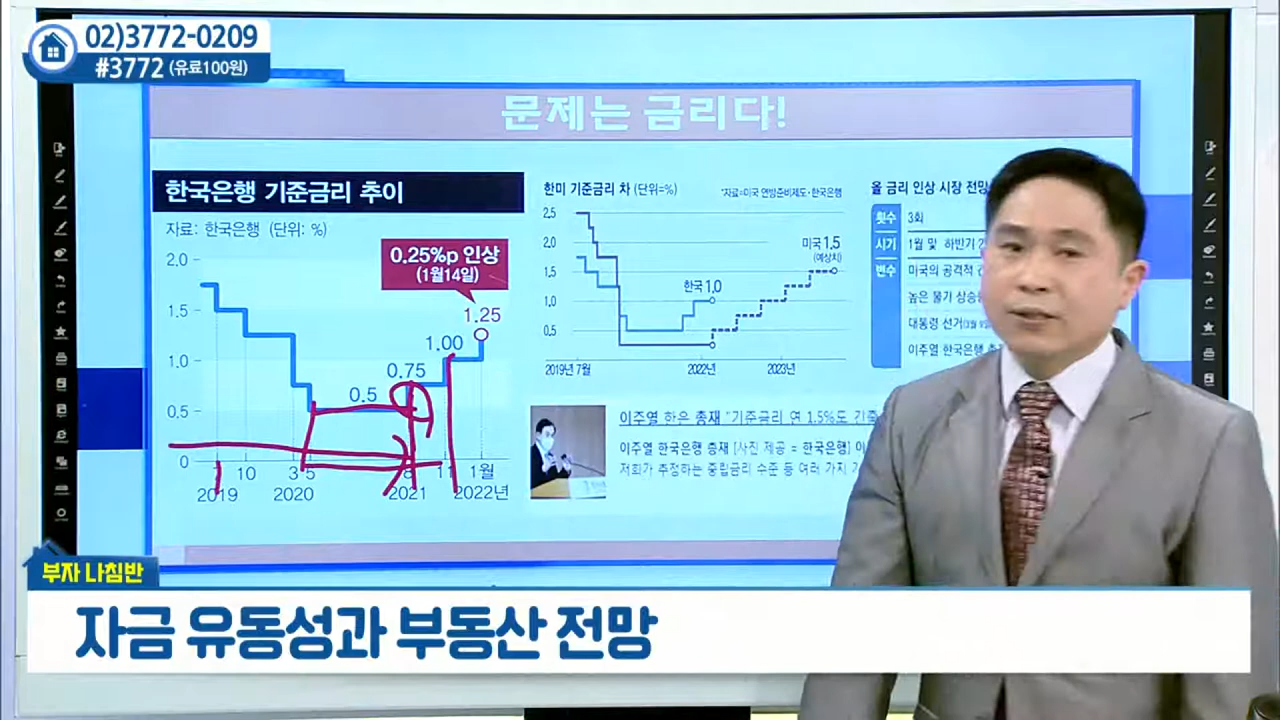 02)3772-0209
#3772 (유료100원)
문제는 금리다!
한국은행 기준금리 추이
자료: 한국은행 (단위: %)
0.25%p 인상
(1월14일)
2.0
1.5
1.0
0.5
0
1.25
1.00
0.75
0.5
10
3
5
1월
2019
2020
2021
2022년
한미 기준금리 차 (단위=%)
*자료=미국 연방준비제도·한국은행
2.5
2.0
1.5
1.0
0.5
미국 1.5
(예상치)
한국 1.0
2019년 7월
2022년
2023년
올 금리 인상 시장 전망
횟수 3회
시기 1월 및 하반기
변수 미국의 공격적
높은 물가
대통령 선거
이주열 한국은행
이주열 한은 총재 "기준금리 연 1.5%도
이주열 한국은행 총재 [사진 제공 = 한국은행]
저희가 추정하는 중립금리 수준 등 여러 가지
부자 나침반
자금 유동성과 부동산 전망